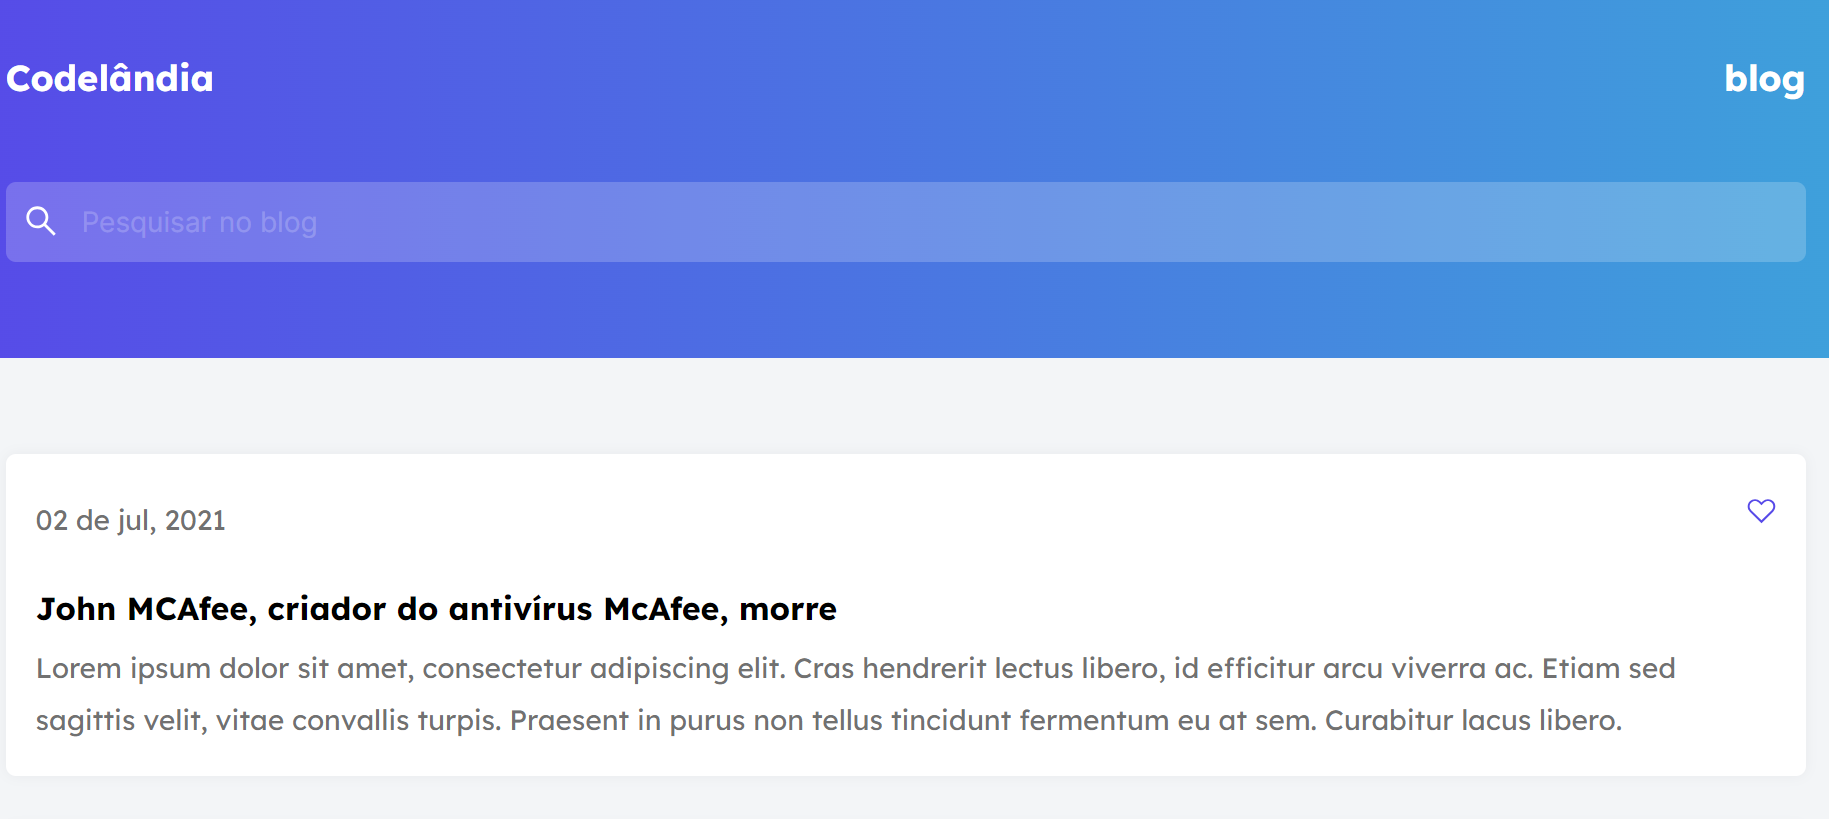 Codelândia
blog
Pesquisar no blog
02 de jul, 2021
John MCAfee, criador do antivírus McAfee, morre
Lorem ipsum dolor sit amet, consectetur adipiscing elit. Cras hendrerit lectus libero, id efficitur arcu viverra ac. Etiam sed
sagittis velit, vitae convallis turpis. Praesent in purus non tellus tincidunt fermentum eu at sem. Curabitur lacus libero.